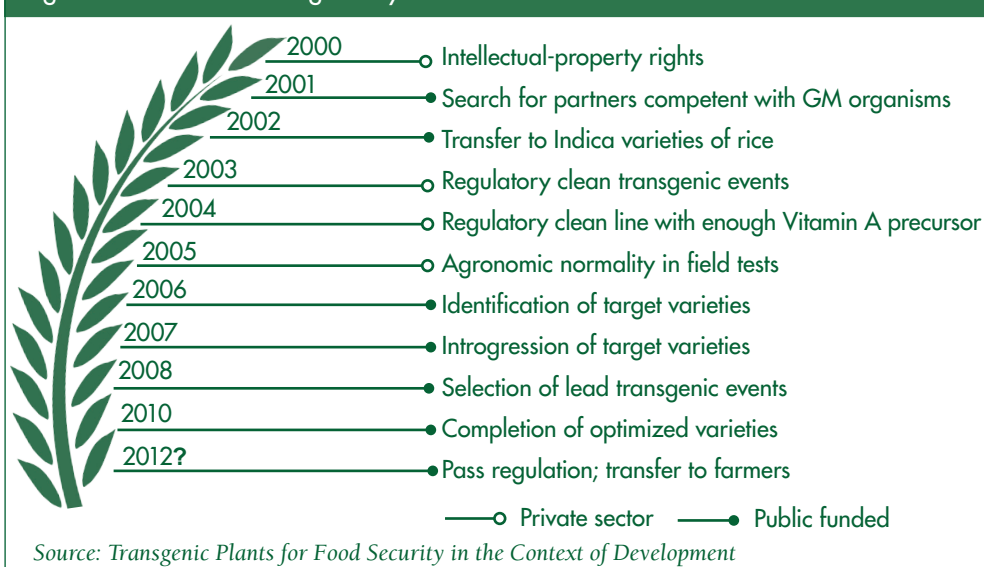 2000 Intellectual-property rights
2001 Search for partners competent with GM organisms
2002 Transfer to Indica varieties of rice
2003 Regulatory clean transgenic events
2004 Regulatory clean line with enough Vitamin A precursor
2005 Agronomic normality in field tests
2006 Identification of target varieties
2007 Introgression of target varieties
2008 Selection of lead transgenic events
2010 Completion of optimized varieties
2012? Pass regulation; transfer to farmers
Private sector Public funded
Source: Transgenic Plants for Food Security in the Context of Development